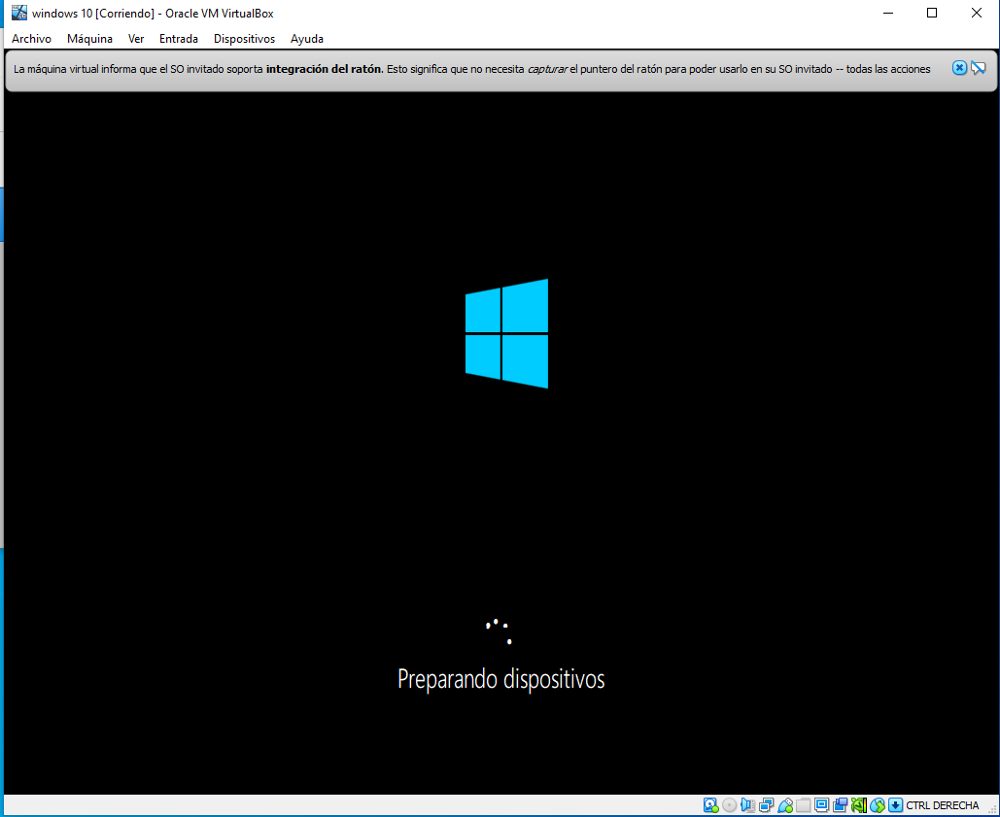 windows 10 [Corriendo] - Oracle VM VirtualBox
Archivo Máquina Ver Entrada Dispositivos Ayuda
La máquina virtual informa que el SO invitado soporta integración del ratón. Esto significa que no necesita capturar el puntero del ratón para poder usarlo en su SO invitado -- todas las acciones
Preparando dispositivos
CTRL DERECHA